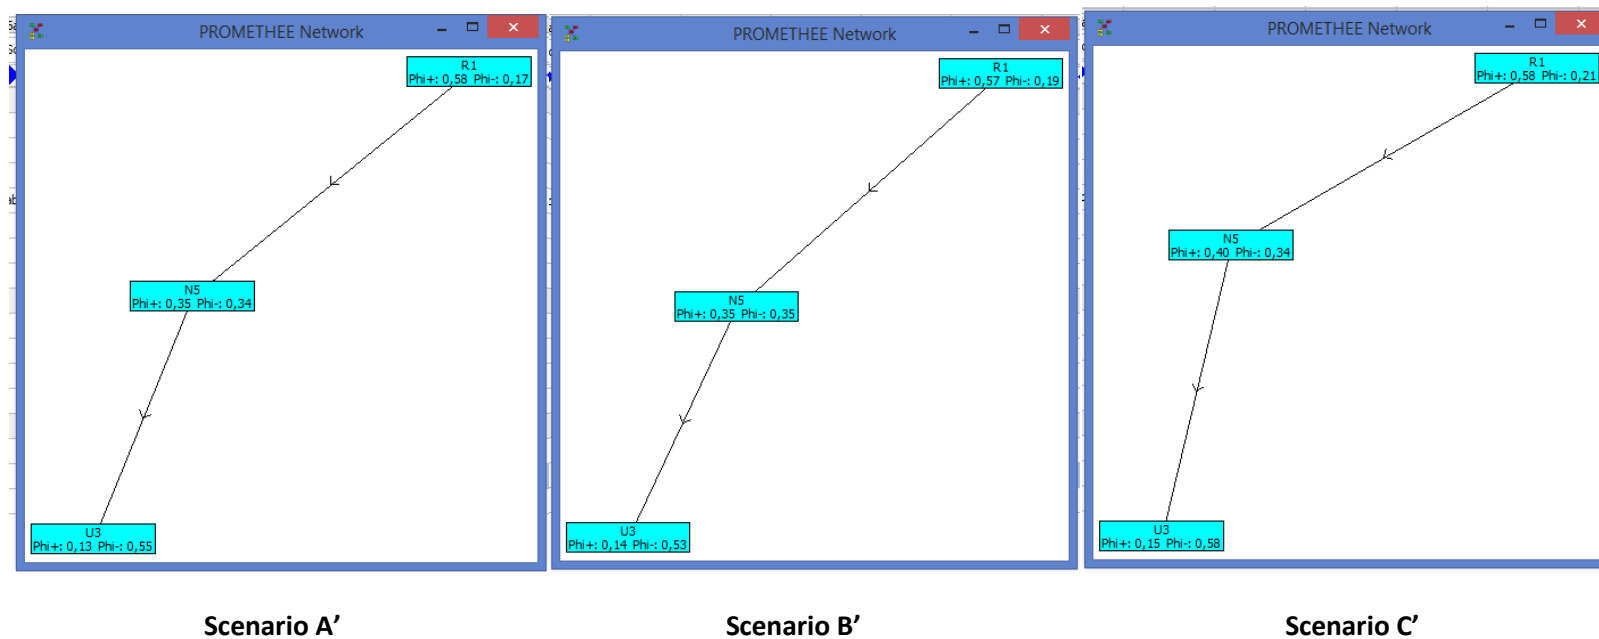 PROMETHEE Network
R1
Phi+: 0,58 Phi-: 0,17
N5
Phi+: 0,35 Phi-: 0,34
U3
Phi+: 0,13 Phi-: 0,55
PROMETHEE Network
R1
Phi+: 0,57 Phi-: 0,19
N5
Phi+: 0,35 Phi-: 0,35
U3
Phi+: 0,14 Phi-: 0,53
PROMETHEE Network
R1
Phi+: 0,58 Phi-: 0,21
N5
Phi+: 0,40 Phi-: 0,34
U3
Phi+: 0,15 Phi-: 0,58
Scenario A’
Scenario B’
Scenario C’